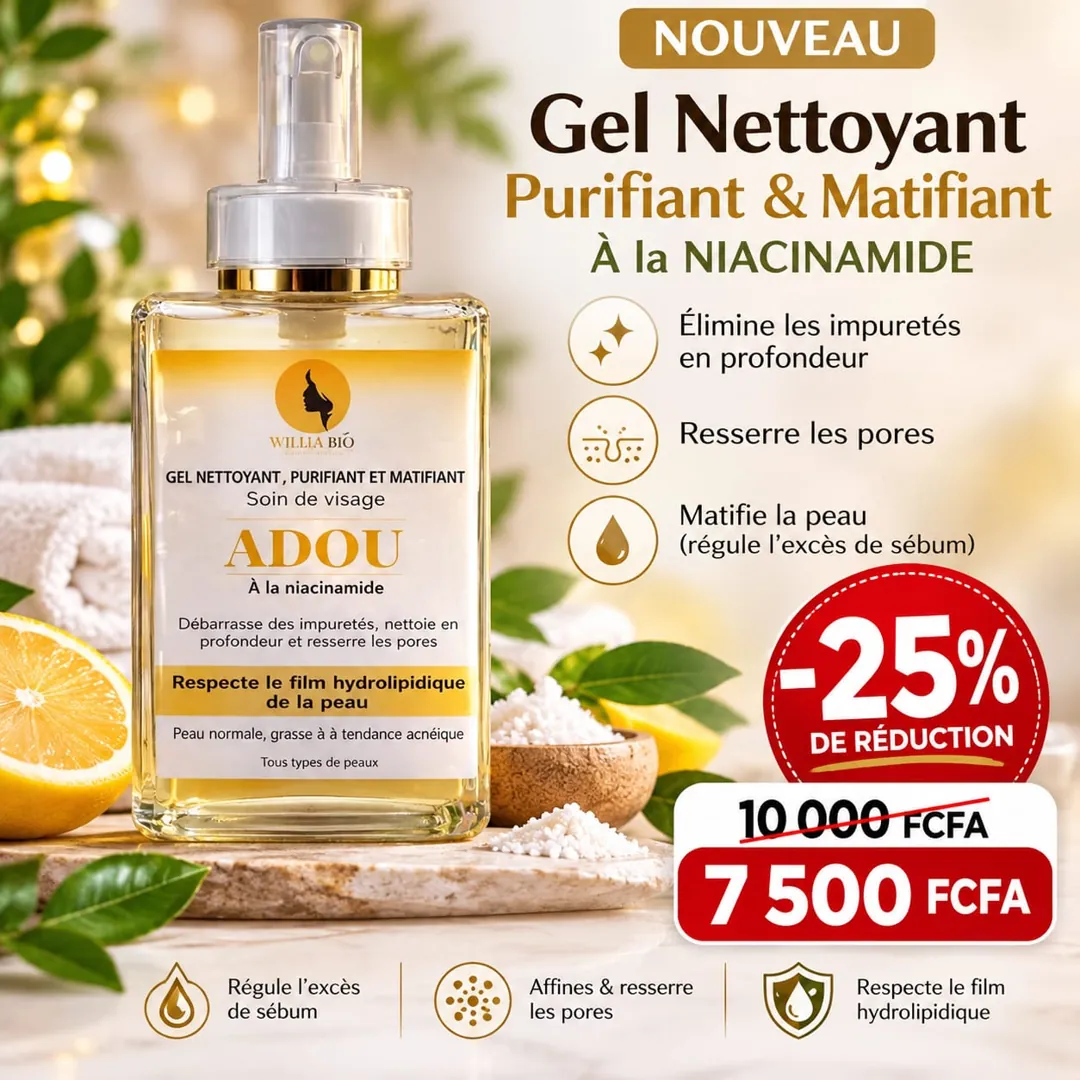 NOUVEAU
Gel Nettoyant
Purifiant & Matifiant
À la NIACINAMIDE
Élimine les impuretés
en profondeur
Resserre les pores
Matifie la peau
(régule l'excès de sébum)
WILLIA BIO
GEL NETTOYANT, PURIFIANT ET MATIFIANT
Soin de visage
ADOU
À la niacinamide
Débarrasse des impuretés, nettoie en
profondeur et resserre les pores
Respecte le film hydrolipidique
de la peau
Peau normale, grasse à à tendance acnéique
Tous types de peaux
-25%
DE RÉDUCTION
10 000 FCFA
7 500 FCFA
Régule l'excès
de sébum
Affines & resserre
les pores
Respecte le film
hydrolipidique